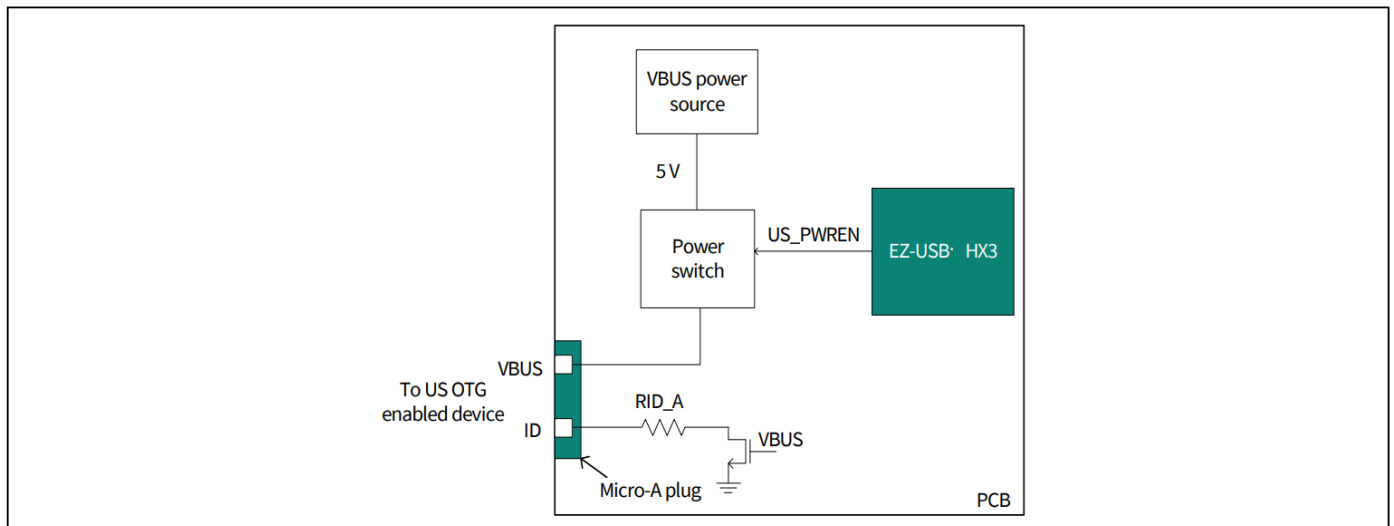 VBUS power
source
5 V
Power
switch
US_PWREN
EZ-USB· HX3
VBUS
To US OTG
enabled device
ID
RID_A
VBUS
Micro-A plug
PCB